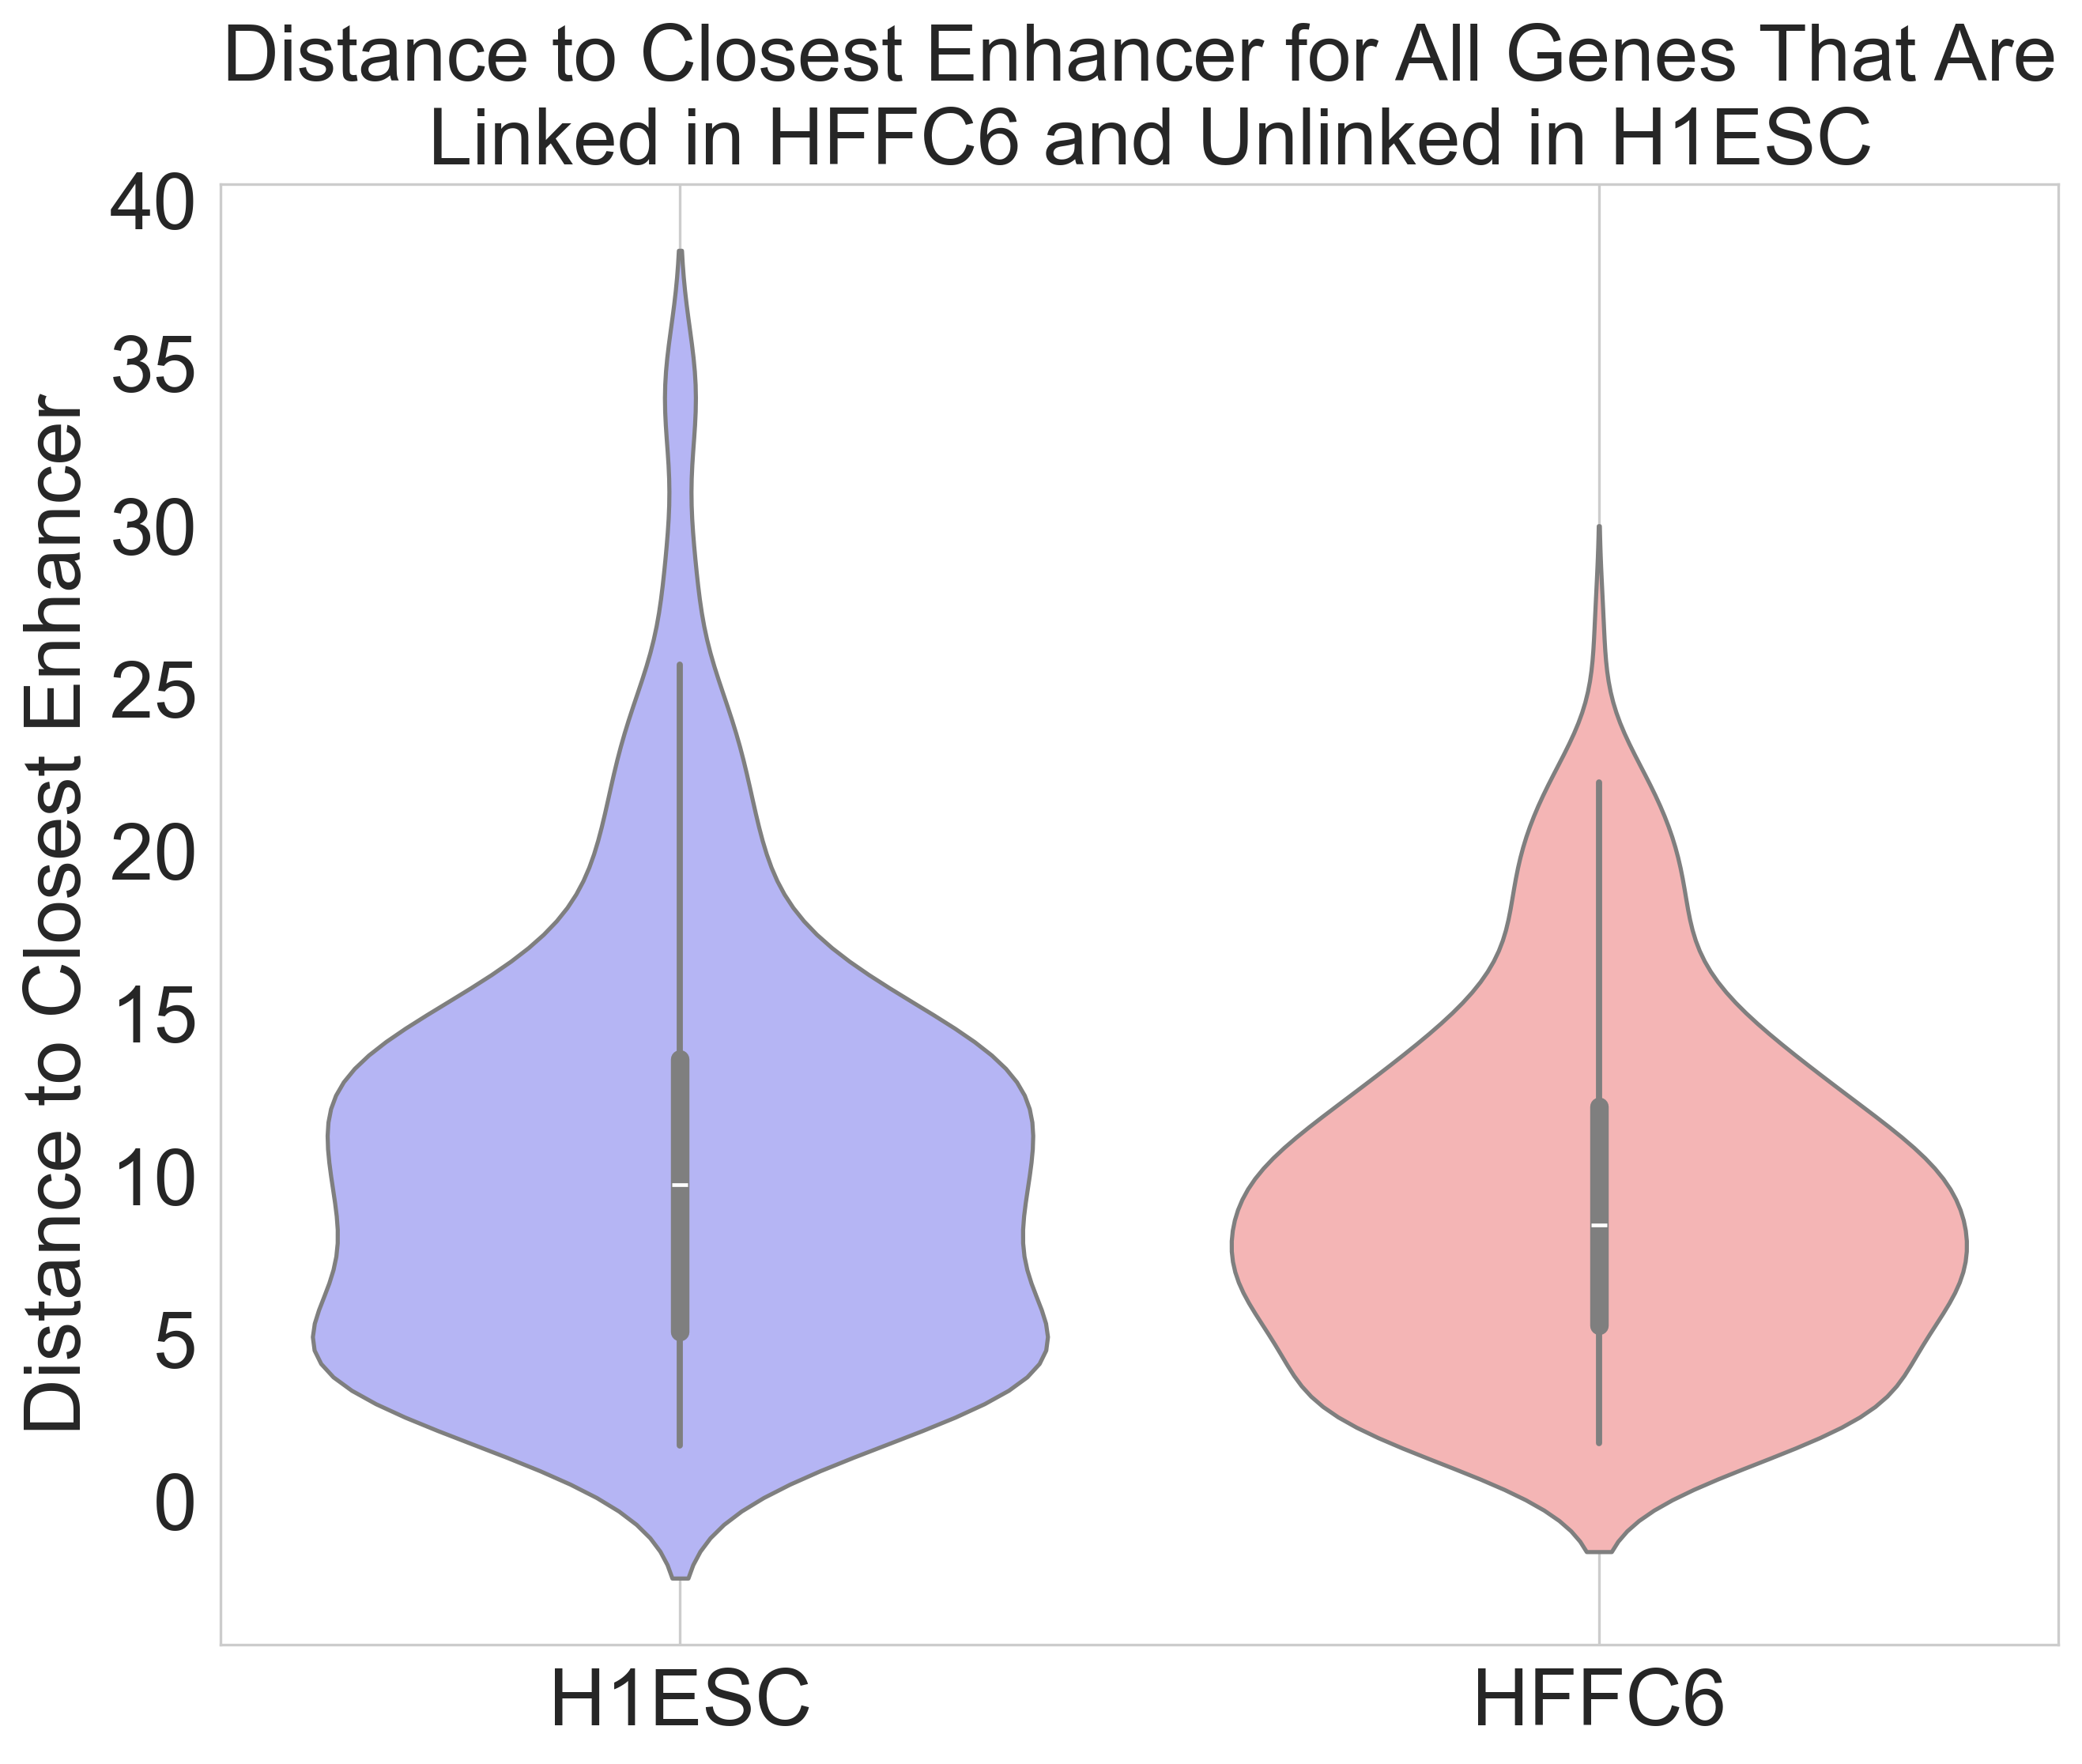 Distance to Closest Enhancer for All Genes That Are
Linked in HFFC6 and Unlinked in H1ESC
Distance to Closest Enhancer
40
35
30
25
20
15
10
5
0
H1ESC
HFFC6